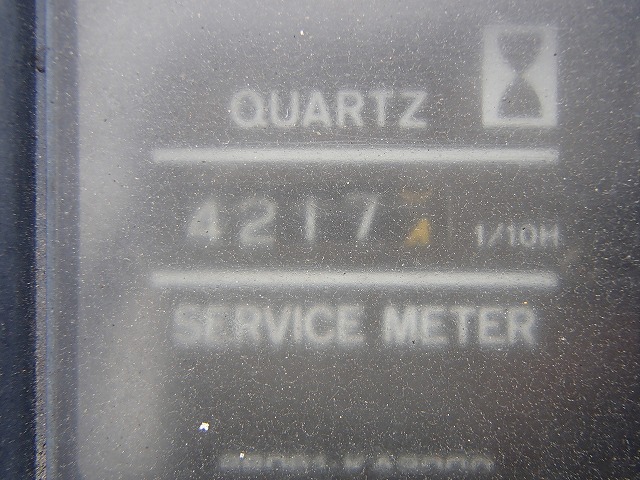 QUARTZ
4217 1/10H
SERVICE METER